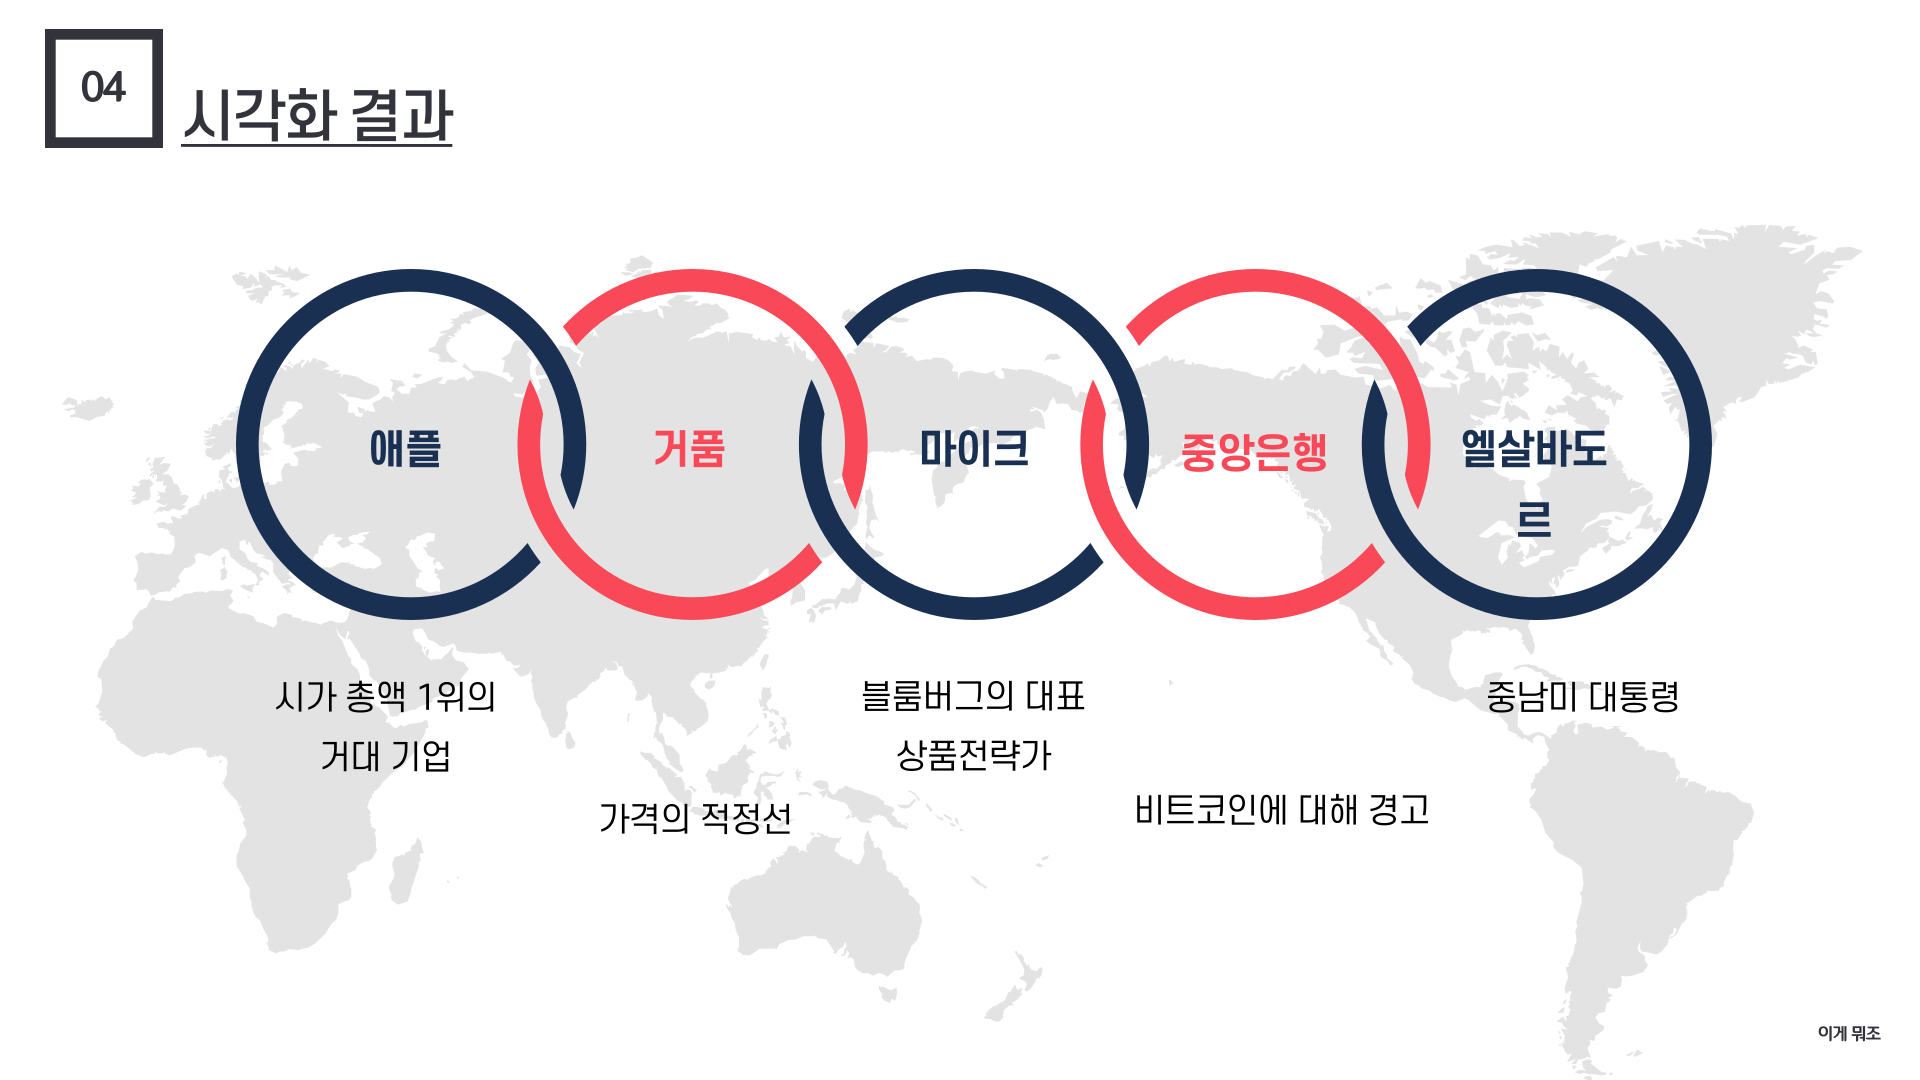 04
시각화 결과
애플
거품
마이크
중앙은행
엘살바도
르
시가 총액 1위의
거대 기업
가격의 적정선
블룸버그의 대표
상품전략가
비트코인에 대해 경고
중남미 대통령
이게 뭐조